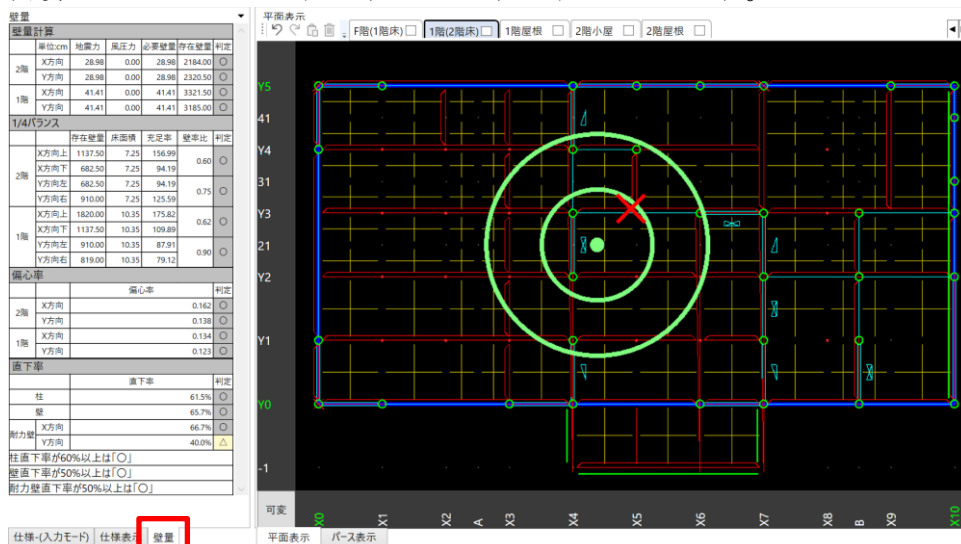 壁量
壁量計算
単位:cm 地震力 風圧力 必要壁量 存在壁量 判定
2階 X方向 28.98 0.00 28.98 2184.00 〇
Y方向 28.98 0.00 28.98 2320.50 〇
1階 X方向 41.41 0.00 41.41 3321.50 〇
Y方向 41.41 0.00 41.41 3185.00 〇
1/4バランス
存在壁量 床面積 充足率 壁率比 判定
2階 X方向上 1137.50 7.25 156.99 0.60 〇
X方向下 682.50 7.25 94.19
Y方向左 682.50 7.25 94.19 0.75 〇
Y方向右 910.00 7.25 125.59
1階 X方向上 1820.00 10.35 175.82 0.62 〇
X方向下 1137.50 10.35 109.89
Y方向左 910.00 10.35 87.91 0.90 〇
Y方向右 819.00 10.35 79.12
偏心率
偏心率 判定
2階 X方向 0.162 〇
Y方向 0.138 〇
1階 X方向 0.134 〇
Y方向 0.123 〇
直下率
直下率 判定
柱 61.5% 〇
壁 65.7% 〇
耐力壁 X方向 66.7% 〇
Y方向 40.0% △
柱直下率が60%以上は「〇」
壁直下率が50%以上は「〇」
耐力壁直下率が50%以上は「〇」
仕様-(入力モード) 仕様表示 壁量
平面表示
F階(1階床) 1階(2階床) 1階屋根 2階小屋 2階屋根
Y5
41
Y4
31
Y3
21
Y2
Y1
Y0
-1
可変 X0 X1 X2 A X3 X4 X5 X6 X7 X8 B X9 X10
平面表示 パース表示